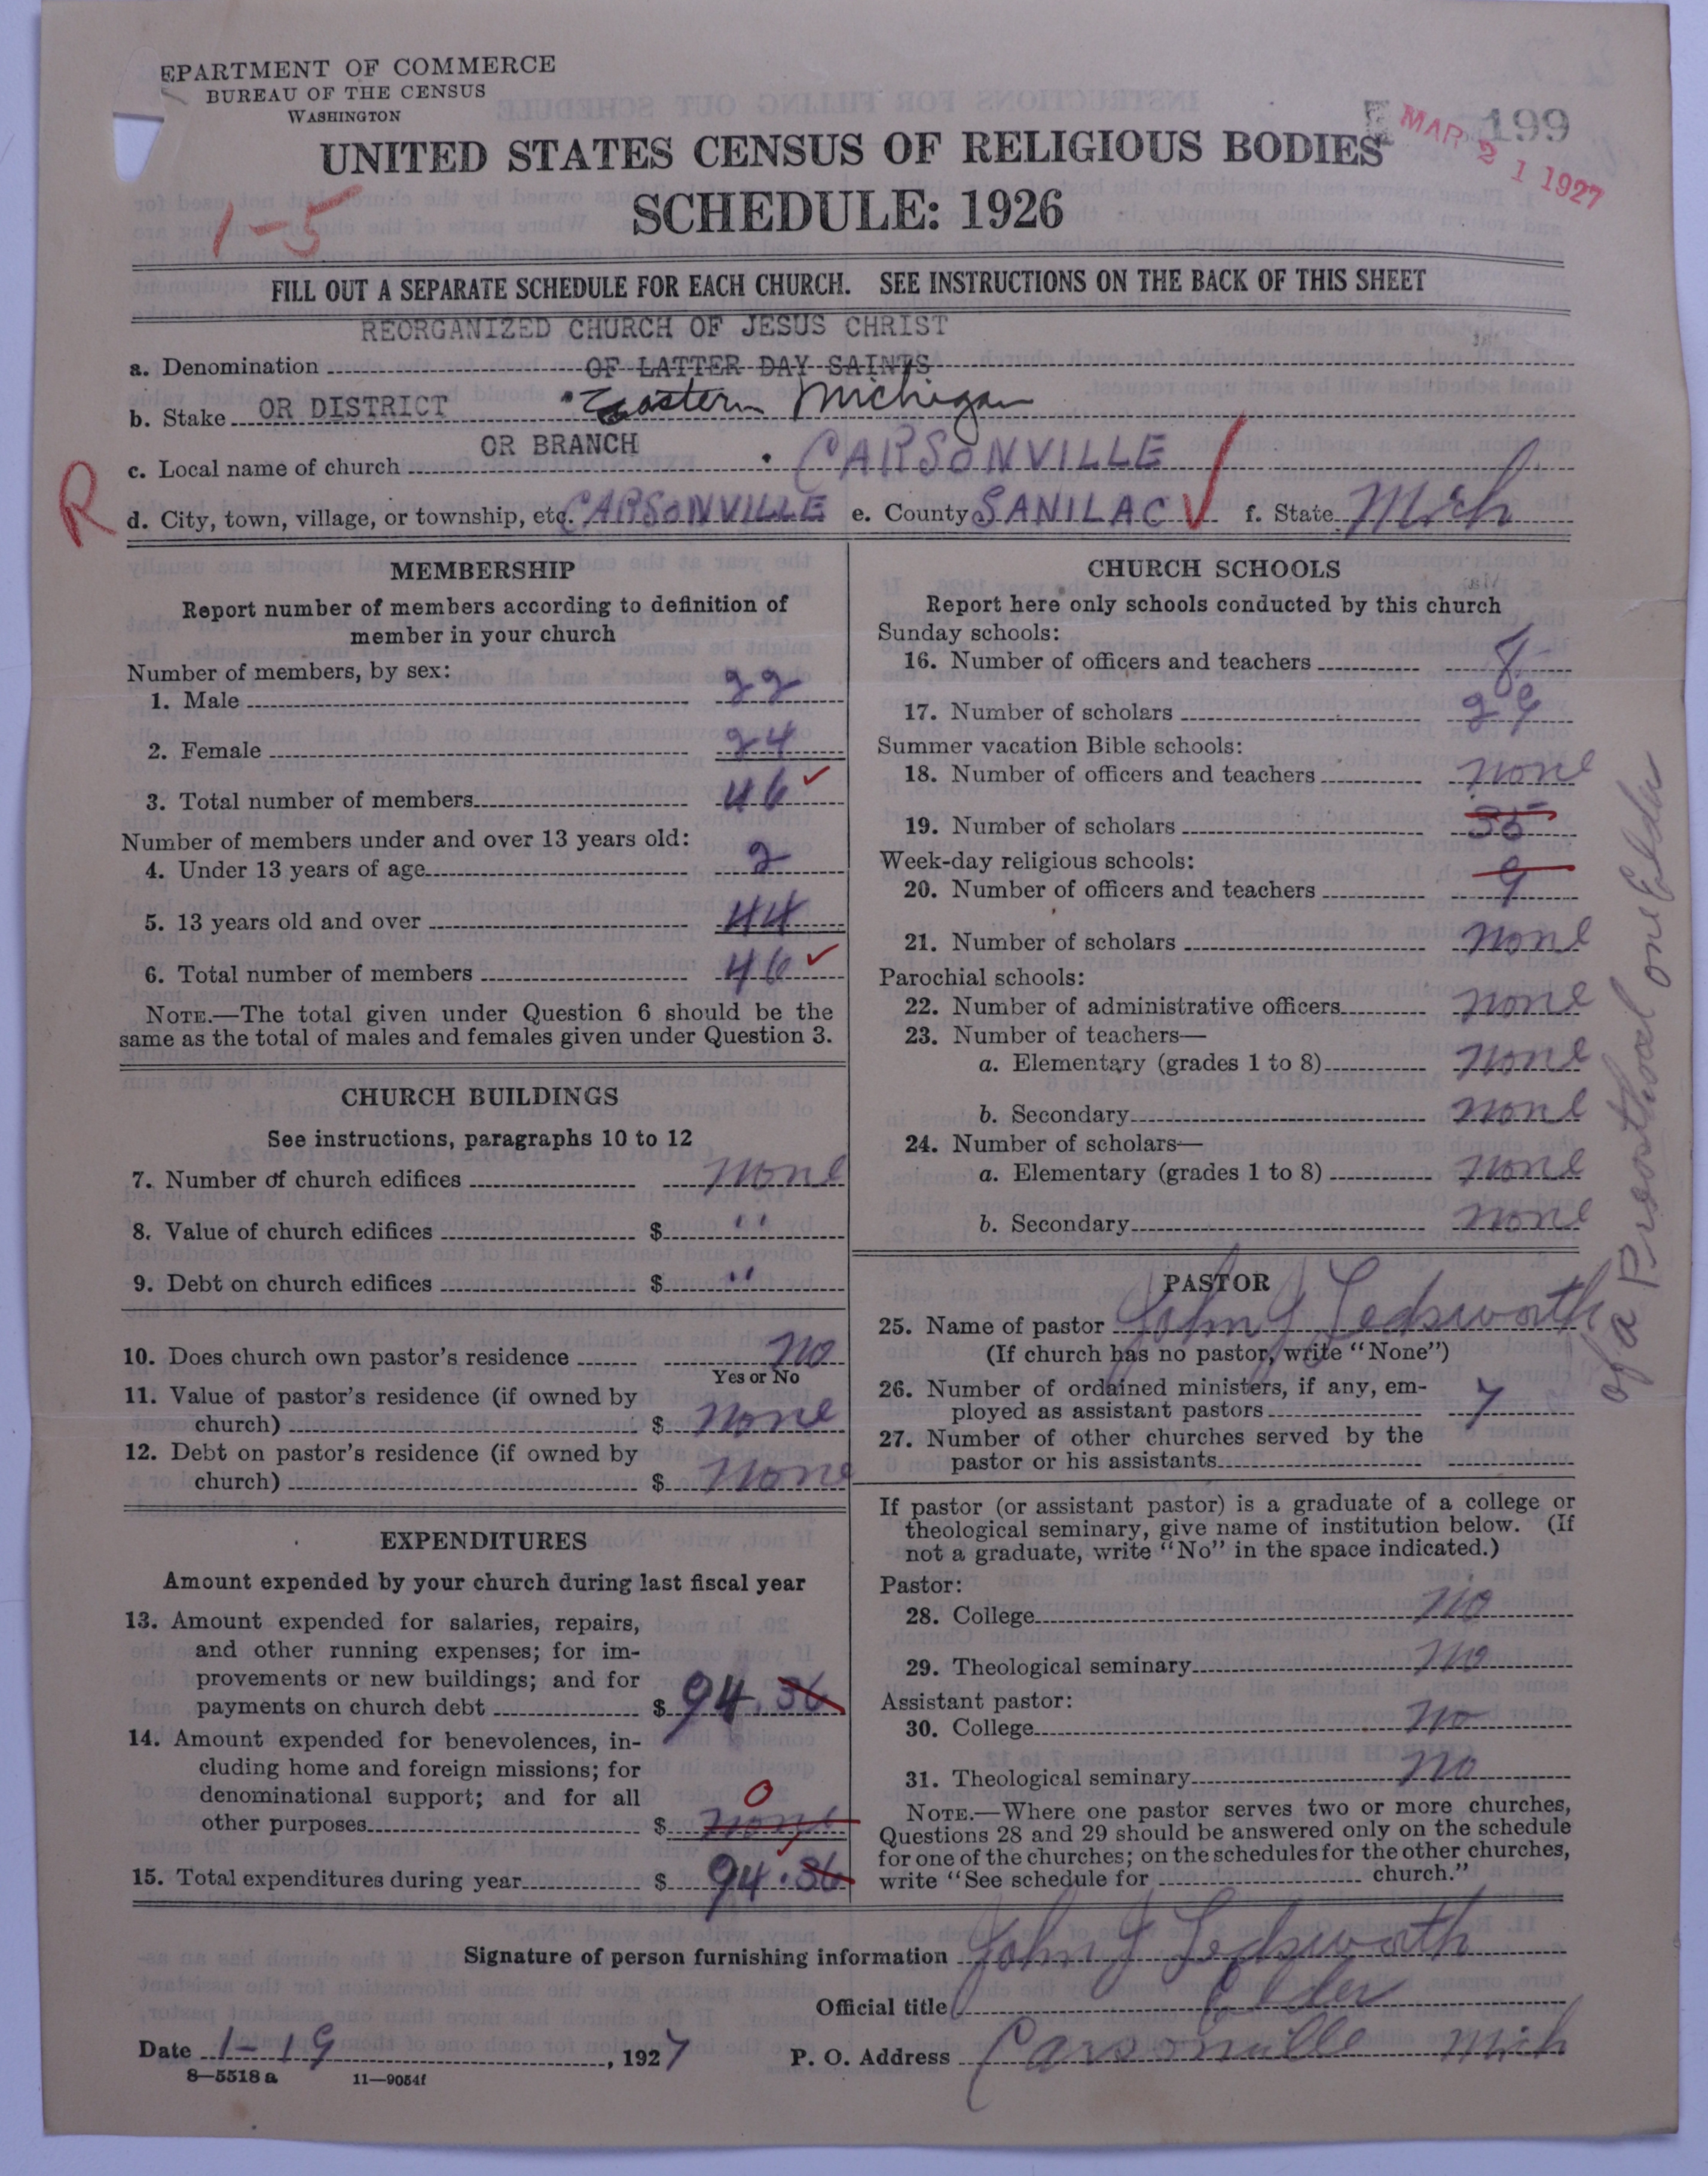 EPARTMENT OF COMMERCE
BUREAU OF THE CENSUS
WASHINGTON
199
MAR 21 1927
UNITED STATES CENSUS OF RELIGIOUS BODIES
1-5
SCHEDULE: 1926
FILL OUT A SEPARATE SCHEDULE FOR EACH CHURCH. SEE INSTRUCTIONS ON THE BACK OF THIS SHEET
REORGANIZED CHURCH OF JESUS CHRIST
a. Denomination OF LATTER DAY SAINTS
b. Stake OR DISTRICT Eastern Michigan
c. Local name of church OR BRANCH CARSONVILLE
R
d. City, town, village, or township, etc. CARSONVILLE e. County SANILAC f. State Mich
MEMBERSHIP
Report number of members according to definition of
member in your church
Number of members, by sex:
1. Male 22
2. Female 24
3. Total number of members 46
Number of members under and over 13 years old:
4. Under 13 years of age 2
5. 13 years old and over 44
6. Total number of members 46
NOTE.—The total given under Question 6 should be the
same as the total of males and females given under Question 3.
CHURCH BUILDINGS
See instructions, paragraphs 10 to 12
7. Number of church edifices none
8. Value of church edifices $ "
9. Debt on church edifices $ "
10. Does church own pastor's residence no
Yes or No
11. Value of pastor's residence (if owned by
church) $ none
12. Debt on pastor's residence (if owned by
church) $ none
EXPENDITURES
Amount expended by your church during last fiscal year
13. Amount expended for salaries, repairs,
and other running expenses; for im-
provements or new buildings; and for
payments on church debt $ 94.36
14. Amount expended for benevolences, in-
cluding home and foreign missions; for
denominational support; and for all
0
other purposes $ none
15. Total expenditures during year $ 94.36
CHURCH SCHOOLS
Report here only schools conducted by this church
Sunday schools:
16. Number of officers and teachers 8
17. Number of scholars 29
Summer vacation Bible schools:
18. Number of officers and teachers none
19. Number of scholars 35
Week-day religious schools:
20. Number of officers and teachers 9
21. Number of scholars none
Parochial schools:
22. Number of administrative officers none
23. Number of teachers—
a. Elementary (grades 1 to 8) none
b. Secondary none
24. Number of scholars—
a. Elementary (grades 1 to 8) none
b. Secondary none
PASTOR
25. Name of pastor John J Ledsworth
(If church has no pastor, write "None")
26. Number of ordained ministers, if any, em-
ployed as assistant pastors 7
of a Priesthood one Elder
27. Number of other churches served by the
pastor or his assistants
If pastor (or assistant pastor) is a graduate of a college or
theological seminary, give name of institution below. (If
not a graduate, write "No" in the space indicated.)
Pastor:
28. College no
29. Theological seminary no
Assistant pastor:
30. College no
31. Theological seminary no
NOTE.—Where one pastor serves two or more churches,
Questions 28 and 29 should be answered only on the schedule
for one of the churches; on the schedules for the other churches,
write "See schedule for church."
Signature of person furnishing information John J Ledsworth
Official title Elder
Date 1-19, 1927 P. O. Address Carsonville Mich
8—5518 a 11—9054f